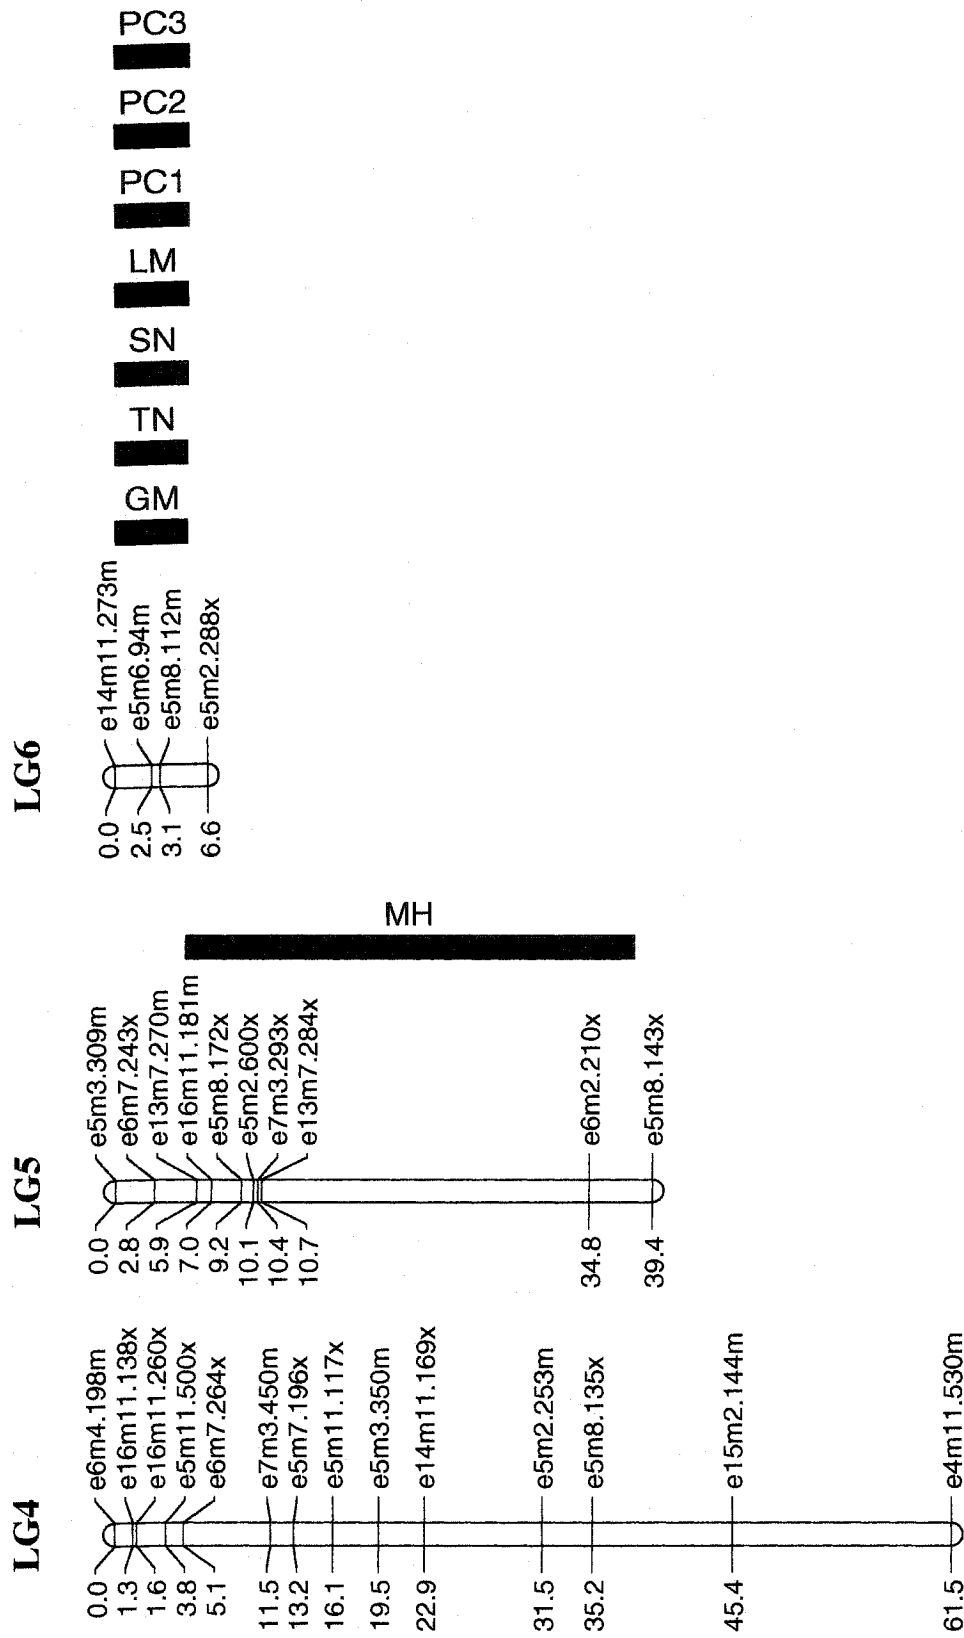 LG4
0.0 e6m4.198m
1.3 e16m11.138x
1.6 e16m11.260x
3.8 e5m11.500x
5.1 e6m7.264x
11.5 e7m3.450m
13.2 e5m7.196x
16.1 e5m11.117x
19.5 e5m3.350m
22.9 e14m11.169x
31.5 e5m2.253m
35.2 e5m8.135x
45.4 e15m2.144m
61.5 e4m11.530m
LG5
0.0 e5m3.309m
2.8 e6m7.243x
5.9 e13m7.270m
7.0 e16m11.181m
9.2 e5m8.172x
10.1 e5m2.600x
10.4 e7m3.293x
10.7 e13m7.284x
34.8 e6m2.210x
39.4 e5m8.143x
MH
LG6
0.0 e14m11.273m
2.5 e5m6.94m
3.1 e5m8.112m
6.6 e5m2.288x
GM
TN
SN
LM
PC1
PC2
PC3